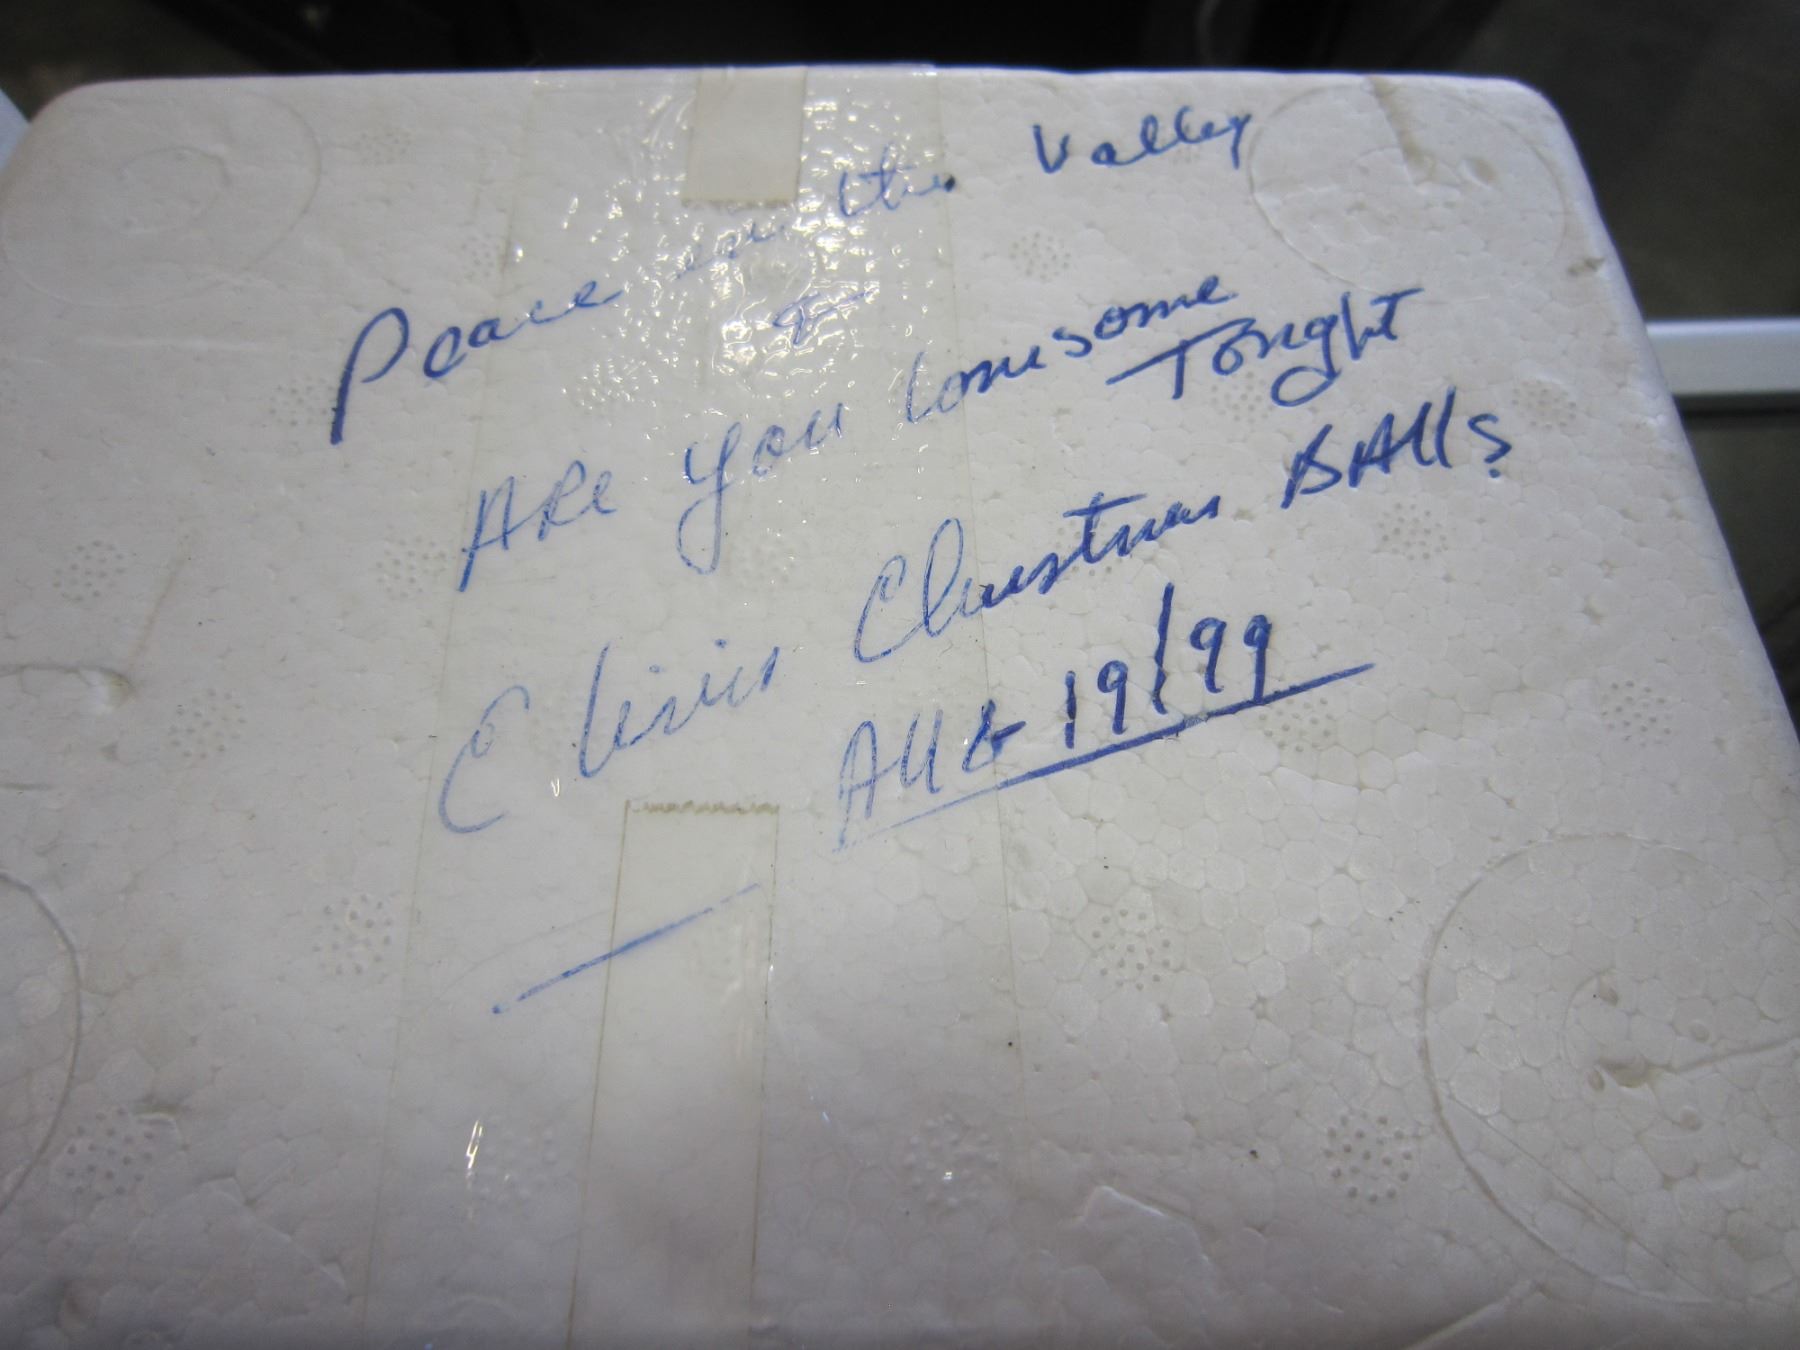 Peace in the Valley
&
ARe you Lonesome
Tonight
Elvis Christmas BAlls
AUG 19/99